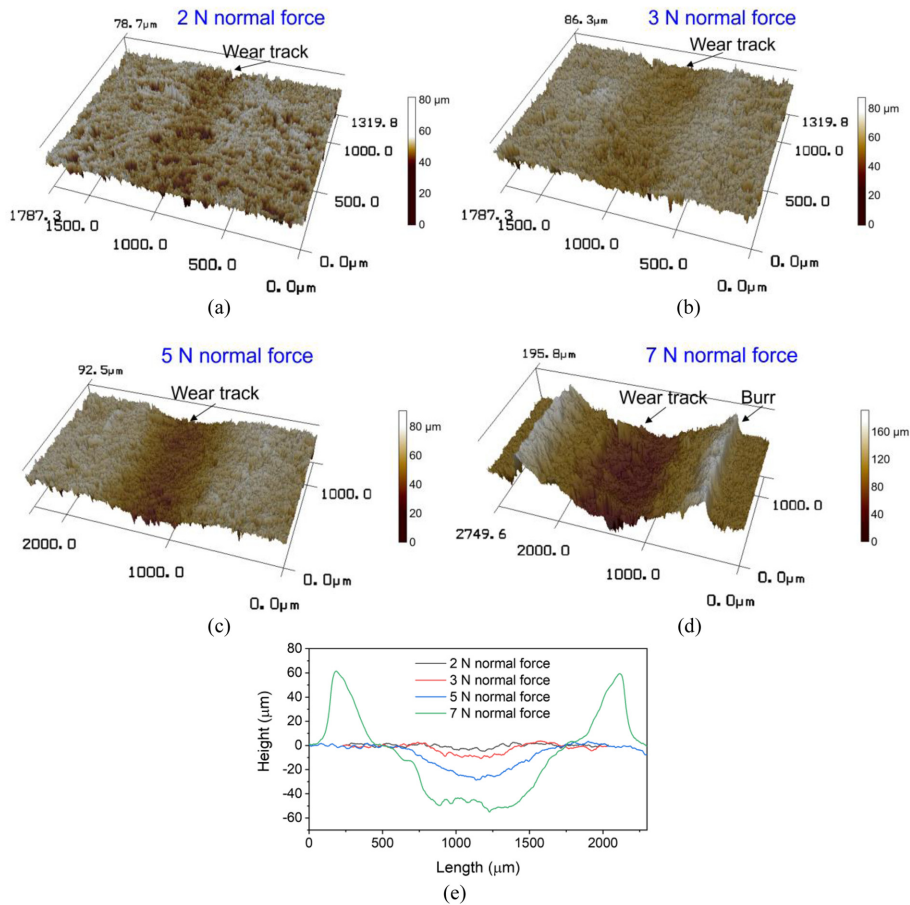 2 N normal force
78.7μm
Wear track
80 μm
60
40
20
0
1319.8
1000.0
500.0
0.0μm
1787.3
1500.0
1000.0
500.0
0.0μm
(a)
3 N normal force
86.3μm
Wear track
80 μm
60
40
20
0
1319.8
1000.0
500.0
0.0μm
1787.3
1500.0
1000.0
500.0
0.0μm
(b)
5 N normal force
92.5μm
Wear track
80 μm
60
40
20
0
1000.0
0.0μm
2000.0
1000.0
0.0μm
(c)
7 N normal force
195.8μm
Wear track
Burr
160 μm
120
80
40
0
1000.0
0.0μm
2749.6
2000.0
1000.0
0.0μm
(d)
80
60
40
20
0
-20
-40
-60
Height (μm)
2 N normal force
3 N normal force
5 N normal force
7 N normal force
0
500
1000
1500
2000
Length (μm)
(e)